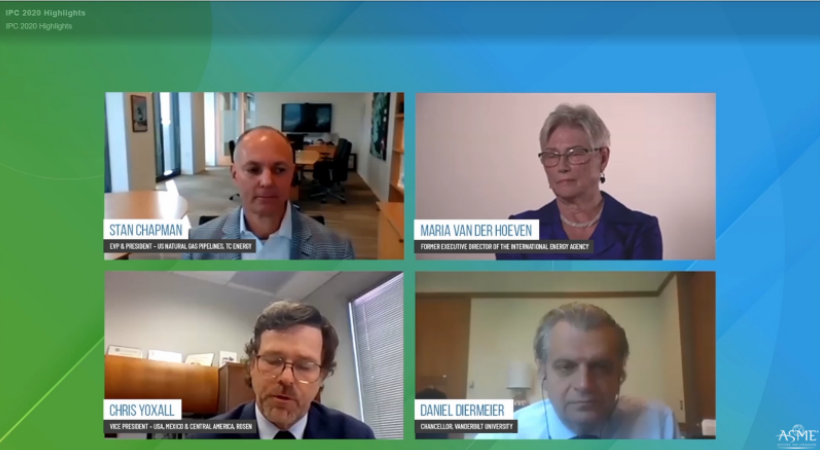 IPC 2020 Highlights
IPC 2020 Highlights
STAN CHAPMAN
EVP & PRESIDENT – US NATURAL GAS PIPELINES, TC ENERGY
MARIA VAN DER HOEVEN
FORMER EXECUTIVE DIRECTOR OF THE INTERNATIONAL ENERGY AGENCY
CHRIS YOXALL
VICE PRESIDENT – USA, MEXICO & CENTRAL AMERICA, ROSEN
DANIEL DIERMEIER
CHANCELLOR, VANDERBILT UNIVERSITY
ASME